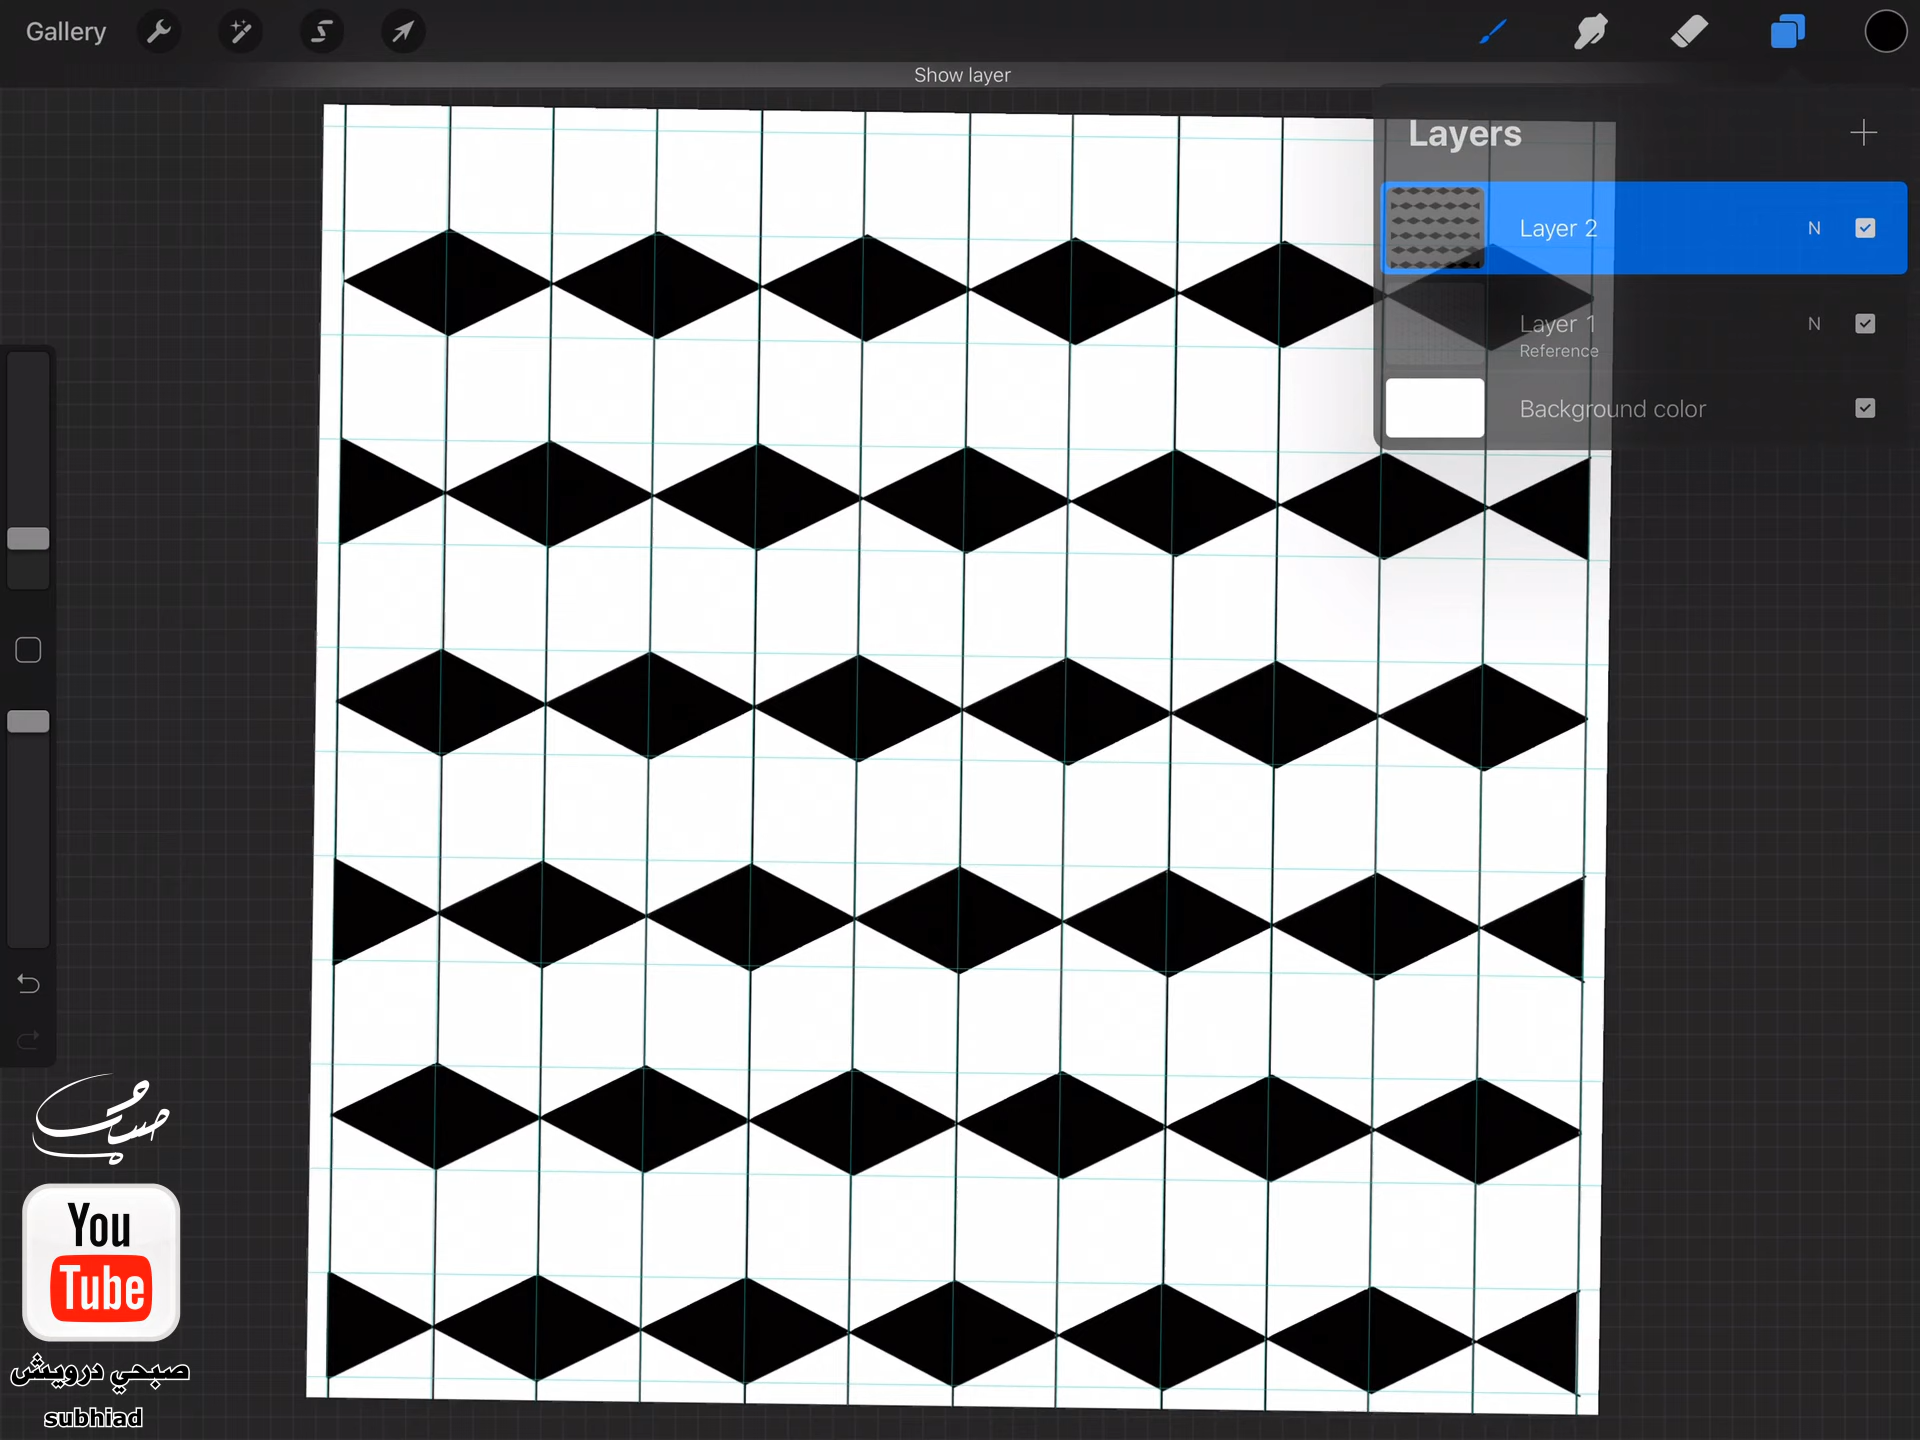 Gallery
Show layer
Layers
Layer 2
N
Layer 1
N
Reference
Background color
You
Tube
صبحي درويش
subhiad